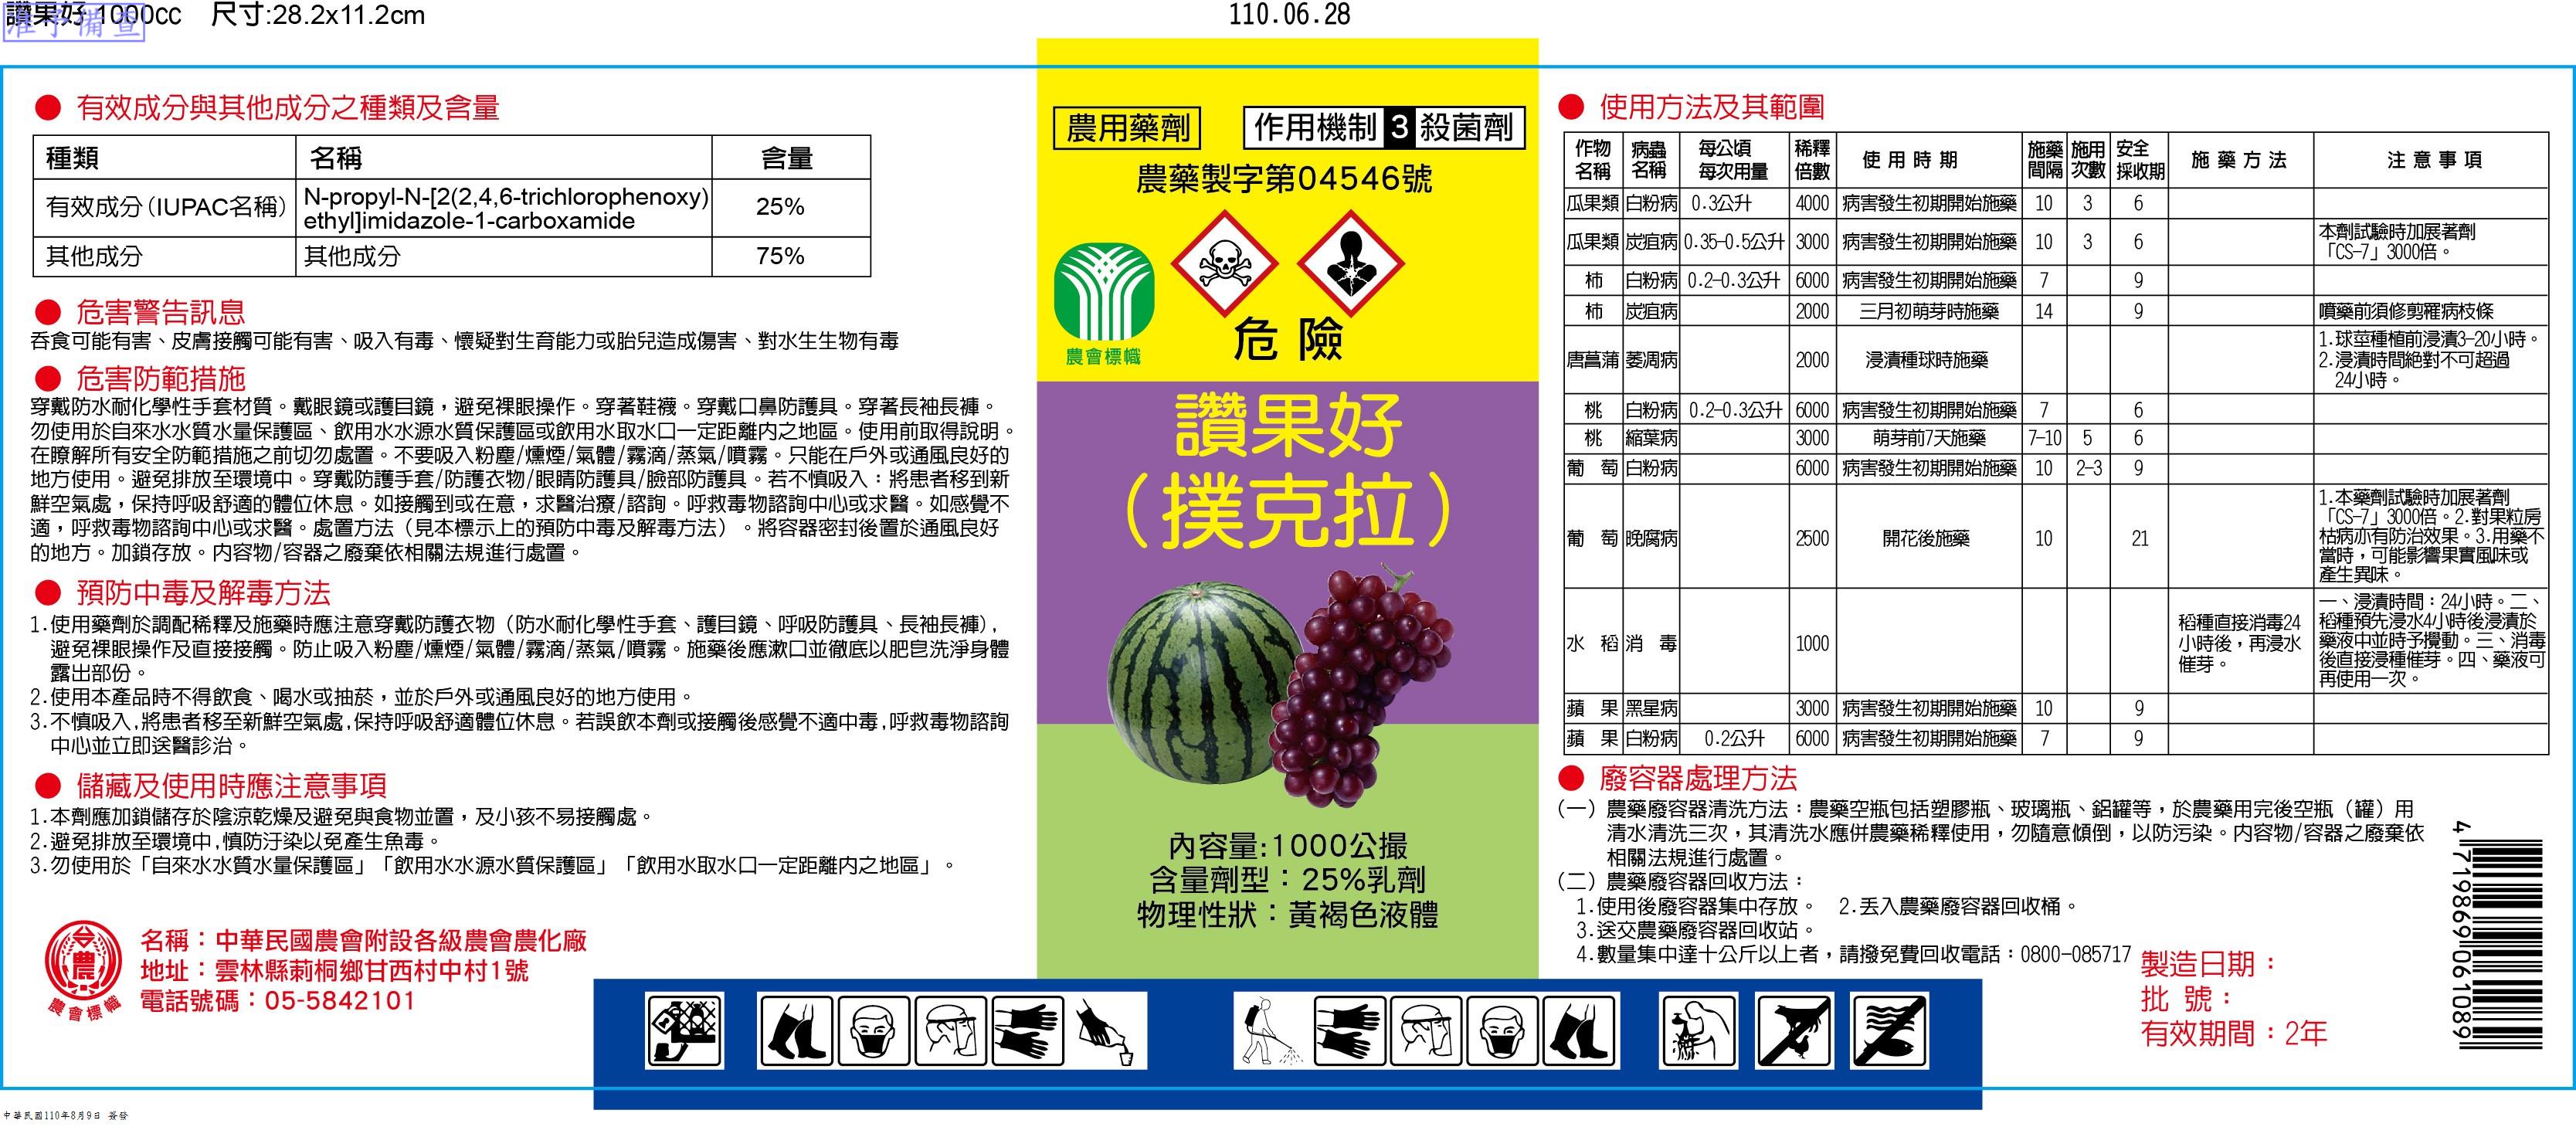 讚果好 1000cc 尺寸:28.2x11.2cm
准予備查
110.06.28
● 有效成分與其他成分之種類及含量
種類 名稱 含量
有效成分(IUPAC名稱) N-propyl-N-[2(2,4,6-trichlorophenoxy) 25%
ethyl]imidazole-1-carboxamide
其他成分 其他成分 75%
● 危害警告訊息
吞食可能有害、皮膚接觸可能有害、吸入有毒、懷疑對生育能力或胎兒造成傷害、對水生生物有毒
● 危害防範措施
穿戴防水耐化學性手套材質。戴眼鏡或護目鏡，避免裸眼操作。穿著鞋襪。穿戴口鼻防護具。穿著長袖長褲。
勿使用於自來水水質水量保護區、飲用水水源水質保護區或飲用水取水口一定距離內之地區。使用前取得說明。
在瞭解所有安全防範措施之前切勿處置。不要吸入粉塵/燻煙/氣體/霧滴/蒸氣/噴霧。只能在戶外或通風良好的
地方使用。避免排放至環境中。穿戴防護手套/防護衣物/眼睛防護具/臉部防護具。若不慎吸入：將患者移到新
鮮空氣處，保持呼吸舒適的體位休息。如接觸到或在意，求醫治療/諮詢。呼救毒物諮詢中心或求醫。如感覺不
適，呼救毒物諮詢中心或求醫。處置方法（見本標示上的預防中毒及解毒方法）。將容器密封後置於通風良好
的地方。加鎖存放。內容物/容器之廢棄依相關法規進行處置。
● 預防中毒及解毒方法
1.使用藥劑於調配稀釋及施藥時應注意穿戴防護衣物（防水耐化學性手套、護目鏡、呼吸防護具、長袖長褲),
避免裸眼操作及直接接觸。防止吸入粉塵/燻煙/氣體/霧滴/蒸氣/噴霧。施藥後應漱口並徹底以肥皂洗淨身體
露出部份。
2.使用本產品時不得飲食、喝水或抽菸，並於戶外或通風良好的地方使用。
3.不慎吸入,將患者移至新鮮空氣處,保持呼吸舒適體位休息。若誤飲本劑或接觸後感覺不適中毒,呼救毒物諮詢
中心並立即送醫診治。
● 儲藏及使用時應注意事項
1.本劑應加鎖儲存於陰涼乾燥及避免與食物並置，及小孩不易接觸處。
2.避免排放至環境中,慎防汙染以免產生魚毒。
3.勿使用於「自來水水質水量保護區」「飲用水水源水質保護區」「飲用水取水口一定距離內之地區」。
農
農會標幟
名稱：中華民國農會附設各級農會農化廠
地址：雲林縣莿桐鄉甘西村中村1號
電話號碼：05-5842101
農用藥劑 作用機制 3 殺菌劑
農藥製字第04546號
農會標幟
危險
讚果好
（撲克拉）
內容量:1000公撮
含量劑型：25%乳劑
物理性狀：黃褐色液體
● 使用方法及其範圍
作物名稱 病蟲名稱 每公頃每次用量 稀釋倍數 使用時期 施藥間隔 施用次數 安全採收期 施藥方法 注意事項
瓜果類 白粉病 0.3公升 4000 病害發生初期開始施藥 10 3 6
瓜果類 炭疽病 0.35-0.5公升 3000 病害發生初期開始施藥 10 3 6 本劑試驗時加展著劑
「CS-7」3000倍。
柿 白粉病 0.2-0.3公升 6000 病害發生初期開始施藥 7 9
柿 炭疽病 2000 三月初萌芽時施藥 14 9 噴藥前須修剪罹病枝條
唐菖蒲 萎凋病 2000 浸漬種球時施藥 1.球莖種植前浸漬3-20小時。
2.浸漬時間絕對不可超過
24小時。
桃 白粉病 0.2-0.3公升 6000 病害發生初期開始施藥 7 6
桃 縮葉病 3000 萌芽前7天施藥 7-10 5 6
葡萄 白粉病 6000 病害發生初期開始施藥 10 2-3 9
葡萄 晚腐病 2500 開花後施藥 10 21 1.本藥劑試驗時加展著劑
「CS-7」3000倍。2.對果粒房
枯病亦有防治效果。3.用藥不
當時，可能影響果實風味或
產生異味。
水稻 消毒 1000 稻種直接消毒24
小時後，再浸水
催芽。
一、浸漬時間：24小時。二、
稻種預先浸水4小時後浸漬於
藥液中並時予攪動。三、消毒
後直接浸種催芽。四、藥液可
再使用一次。
蘋果 黑星病 3000 病害發生初期開始施藥 10 9
蘋果 白粉病 0.2公升 6000 病害發生初期開始施藥 7 9
● 廢容器處理方法
(一) 農藥廢容器清洗方法：農藥空瓶包括塑膠瓶、玻璃瓶、鋁罐等，於農藥用完後空瓶（罐）用
清水清洗三次，其清洗水應併農藥稀釋使用，勿隨意傾倒，以防污染。內容物/容器之廢棄依
相關法規進行處置。
(二) 農藥廢容器回收方法：
1.使用後廢容器集中存放。 2.丟入農藥廢容器回收桶。
3.送交農藥廢容器回收站。
4.數量集中達十公斤以上者，請撥免費回收電話：0800-085717
製造日期：
批 號：
有效期間：2年
4719869061089
中華民國110年8月9日 簽發